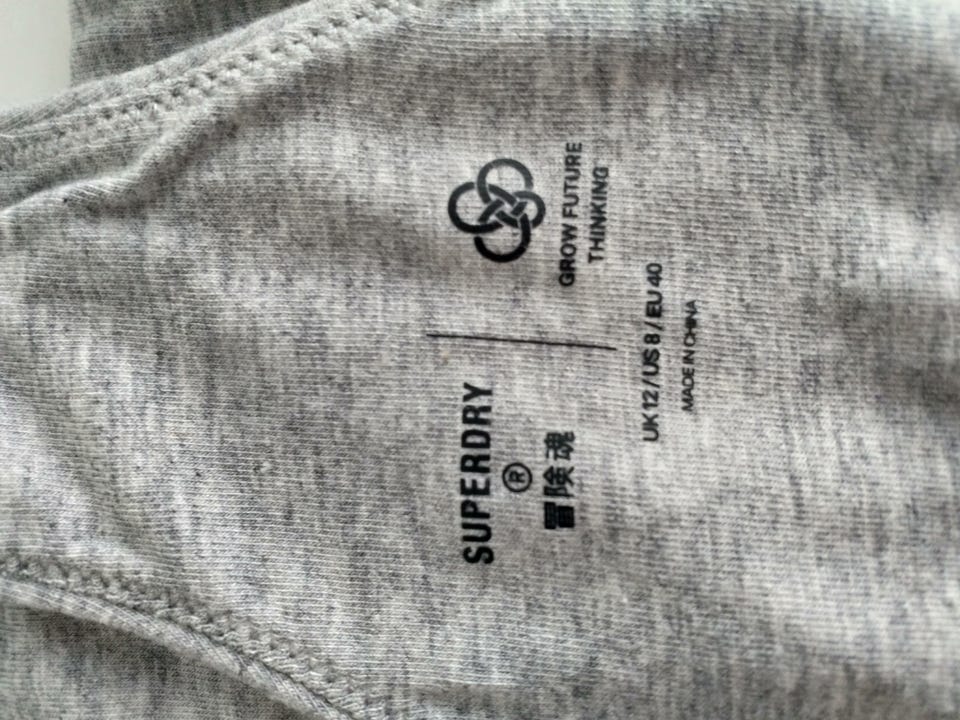 SUPERDRY
®
冒険魂
GROW FUTURE
THINKING
UK 12 / US 8 / EU 40
MADE IN CHINA